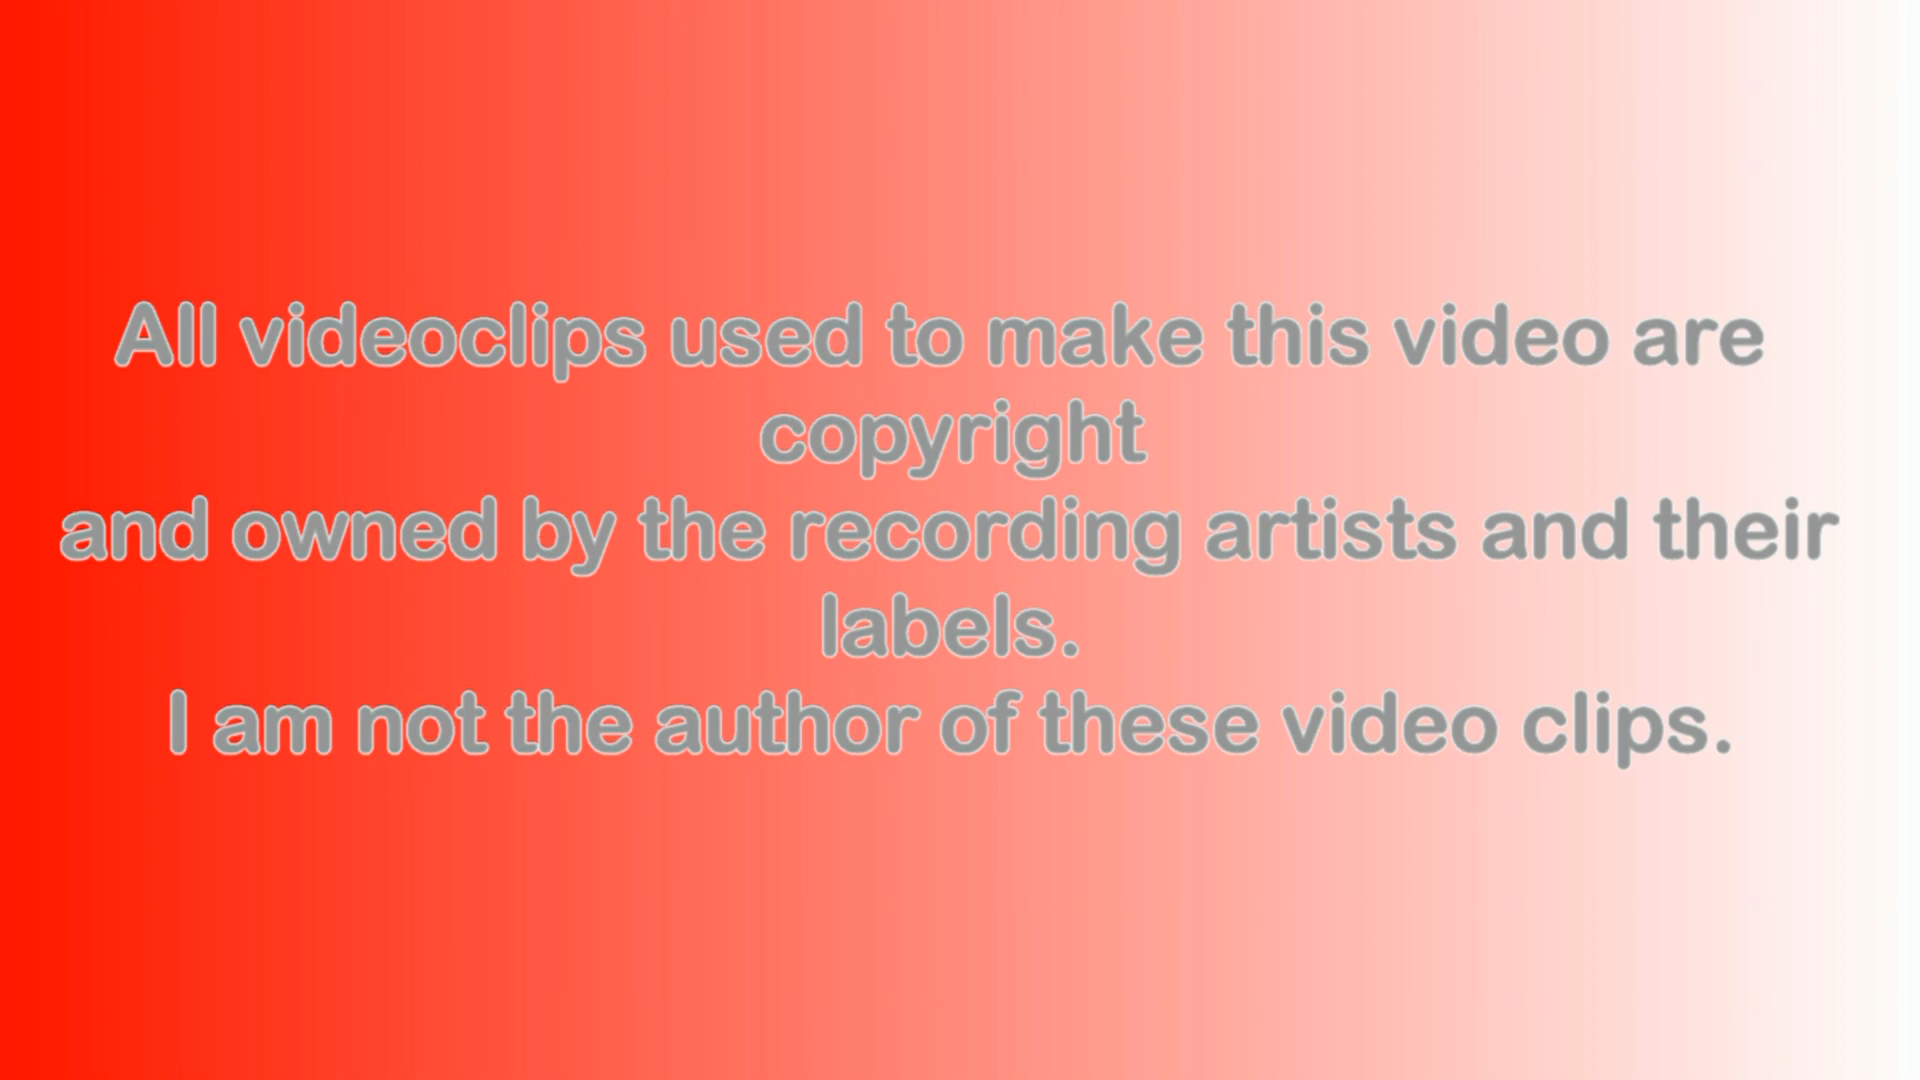 All videoclips used to make this video are
copyright
and owned by the recording artists and their
labels.
I am not the author of these video clips.